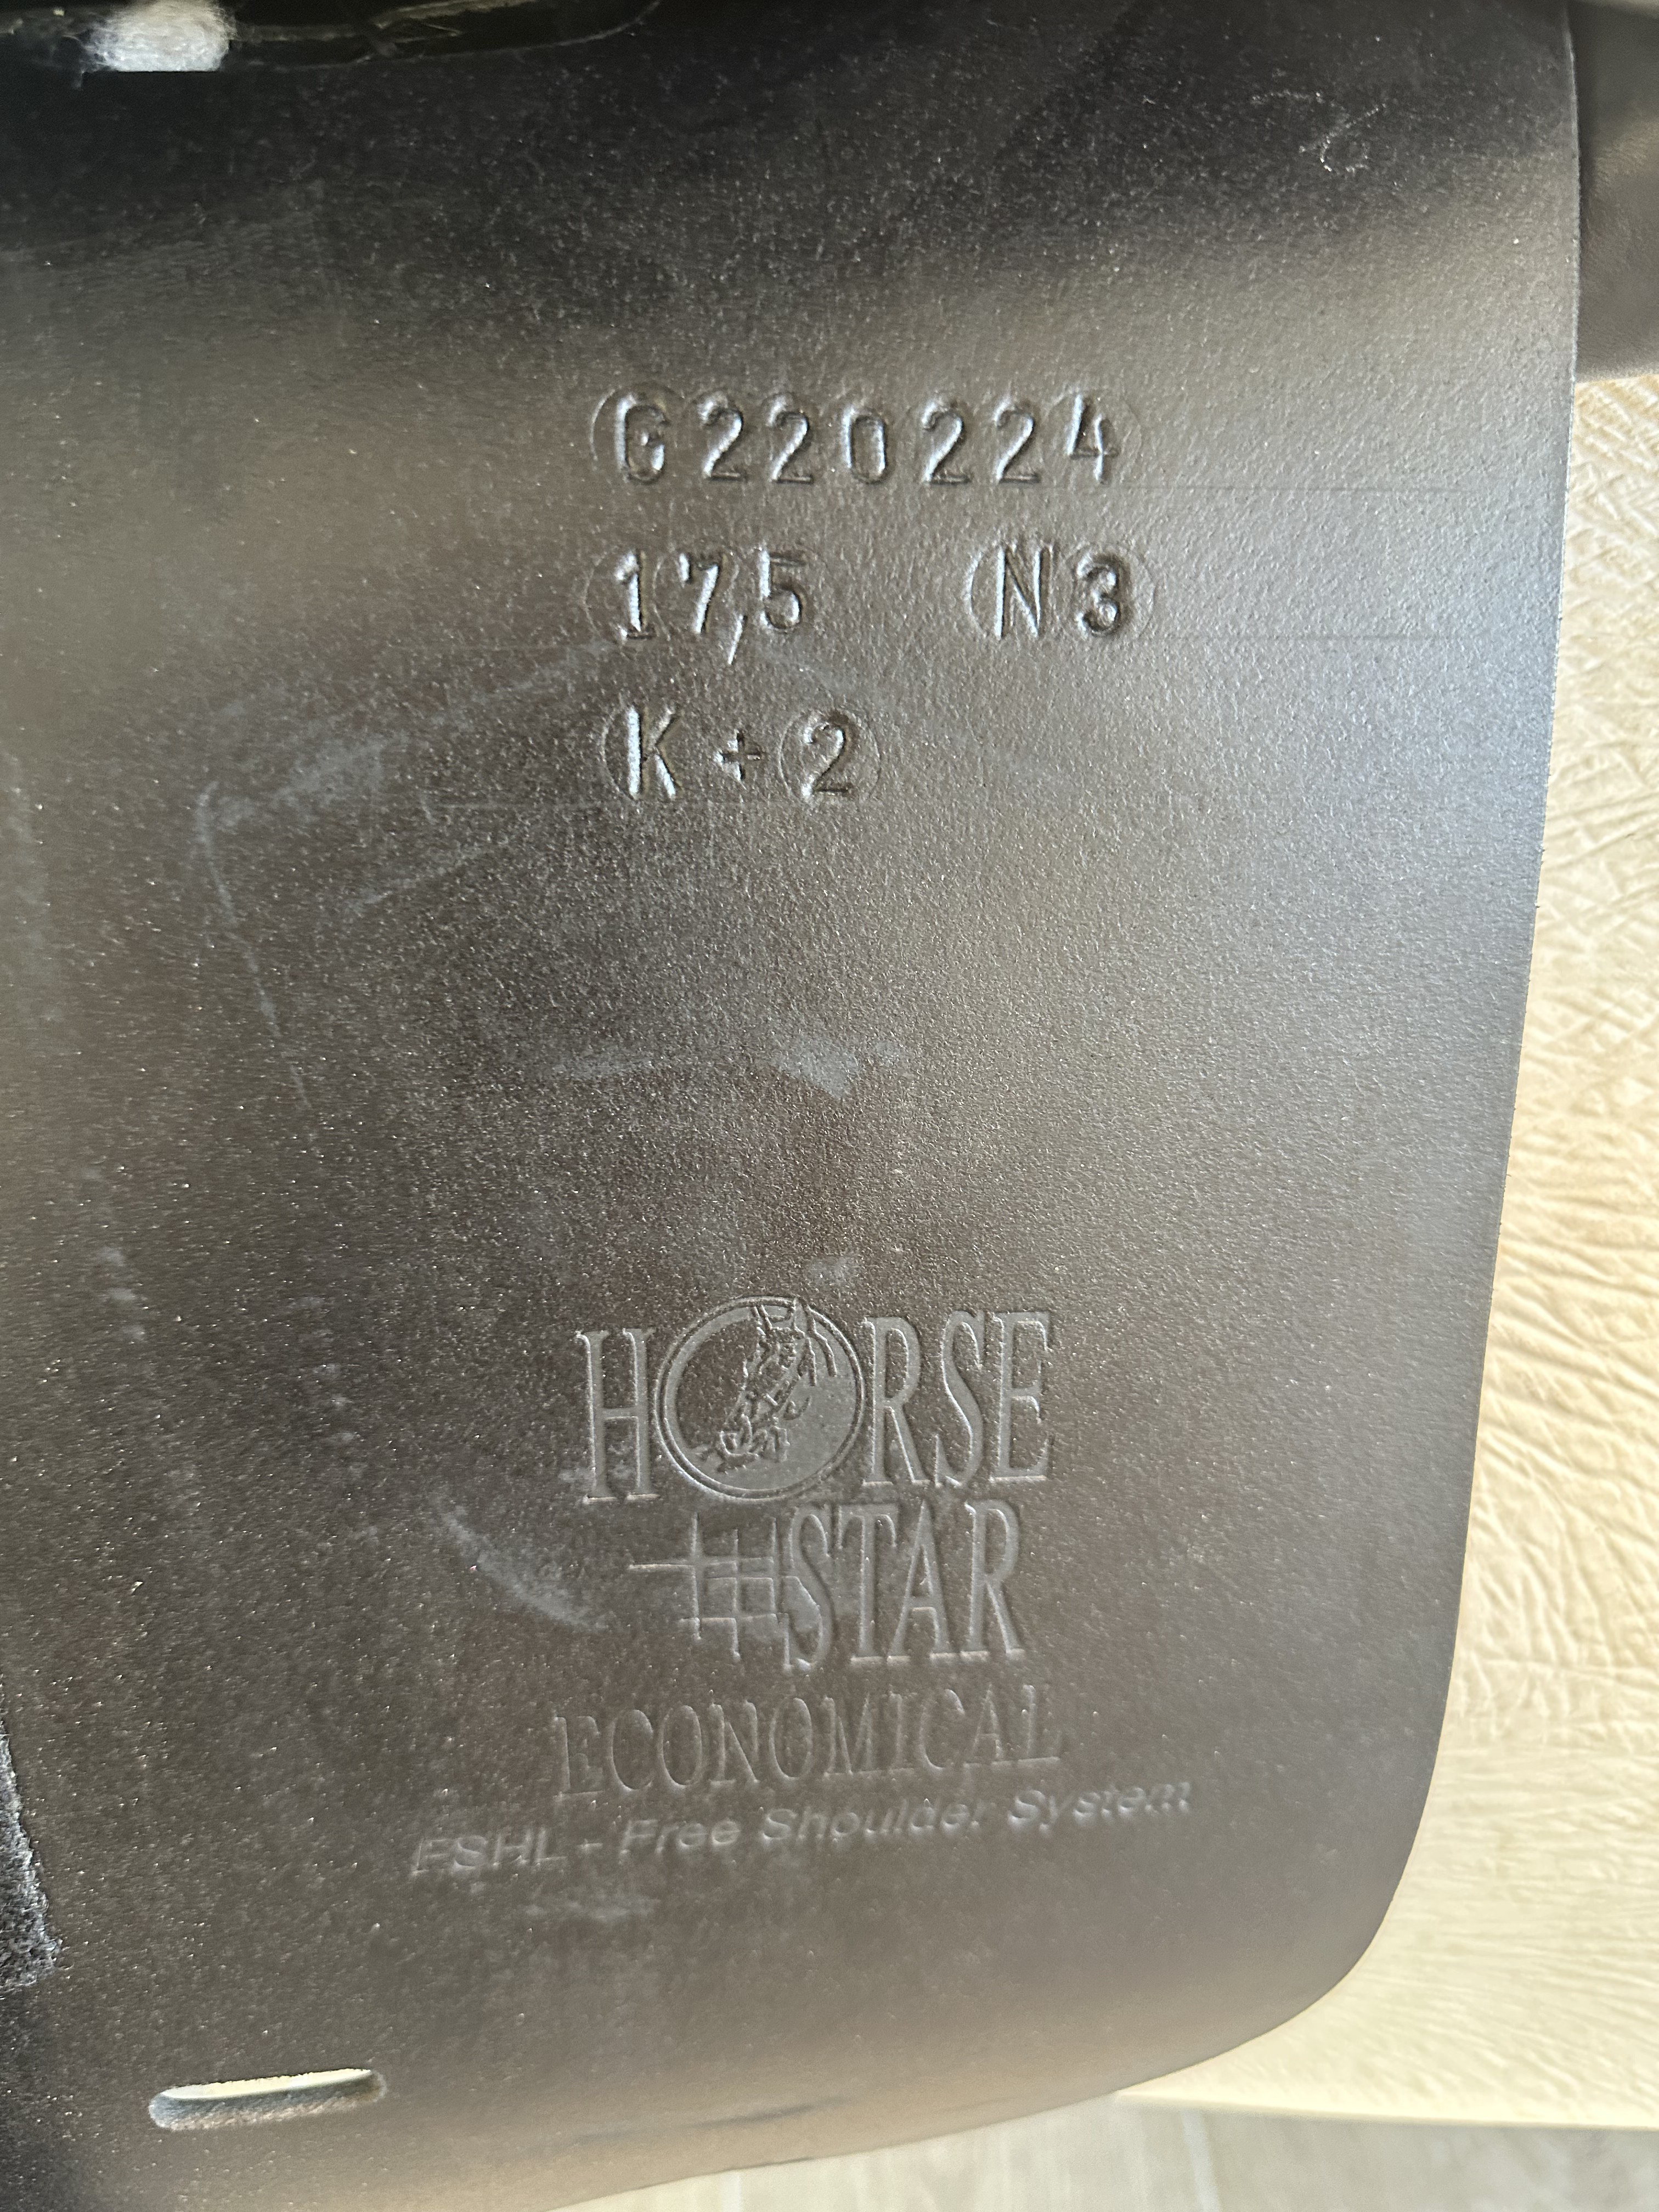 G220224
17,5 N3
K+2
HORSE
STAR
ECONOMICAL
FSHL - Free Shoulder System